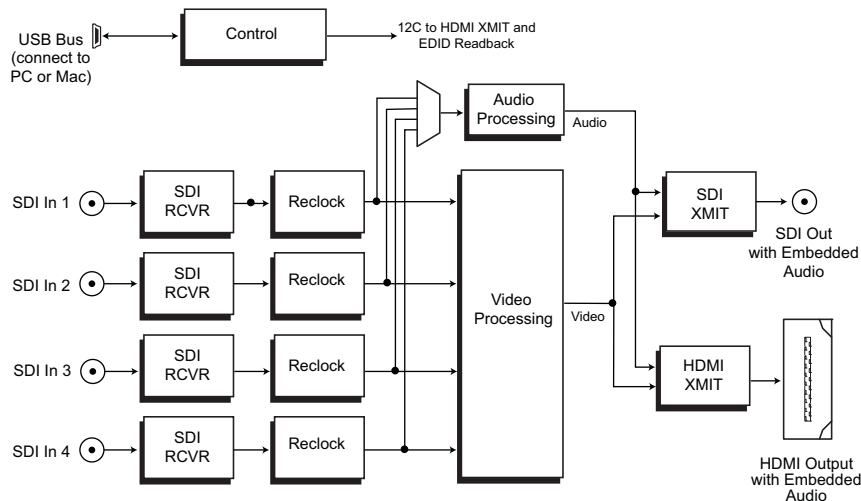 USB Bus
(connect to
PC or Mac)
Control
12C to HDMI XMIT and
EDID Readback
Audio
Processing
Audio
SDI In 1
SDI
RCVR
Reclock
SDI
XMIT
SDI Out
with Embedded
Audio
SDI In 2
SDI
RCVR
Reclock
Video
Processing
Video
SDI In 3
SDI
RCVR
Reclock
HDMI
XMIT
SDI In 4
SDI
RCVR
Reclock
HDMI Output
with Embedded
Audio